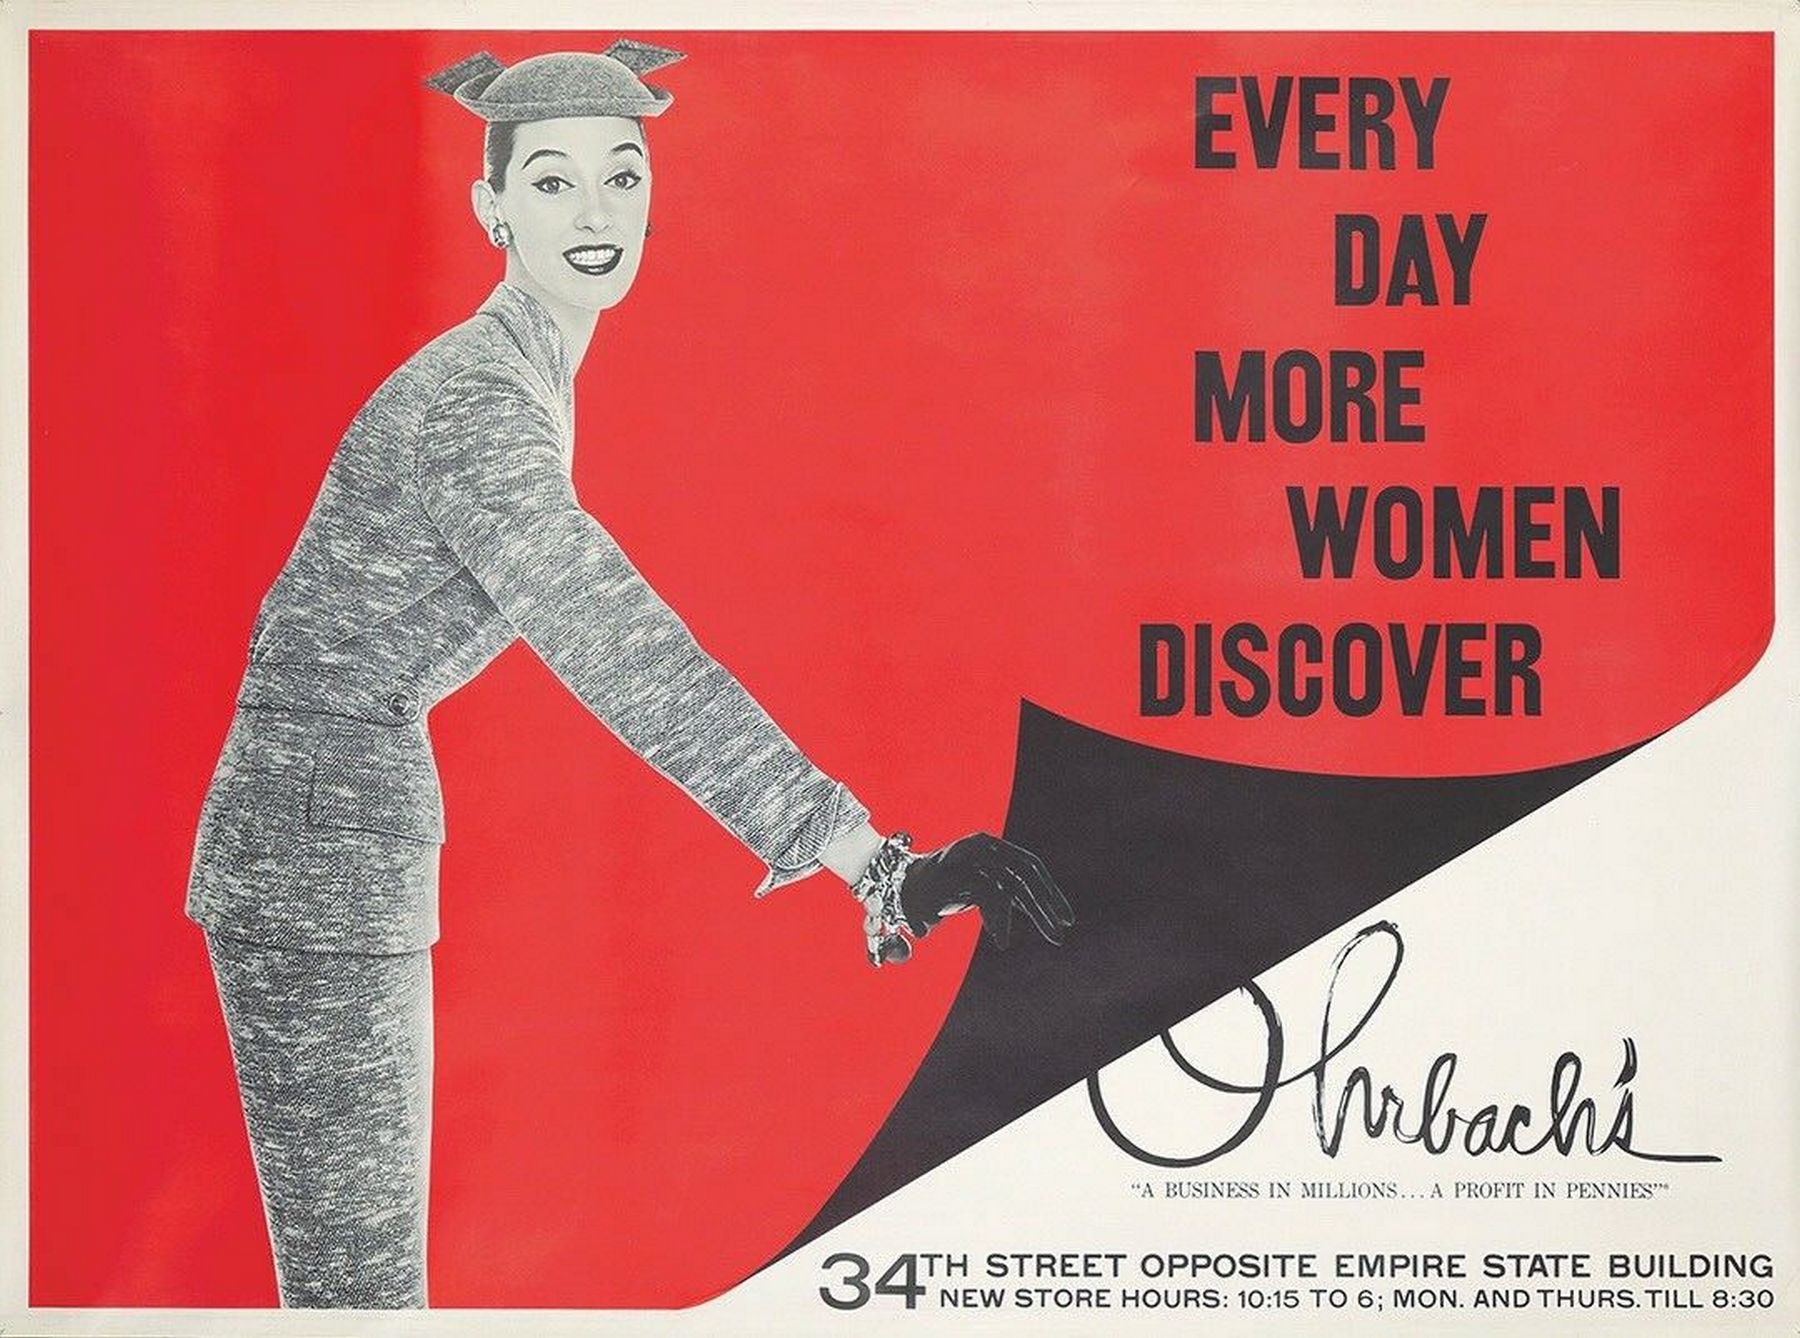 EVERY
DAY
MORE
WOMEN
DISCOVER
Ohrbach's
"A BUSINESS IN MILLIONS...A PROFIT IN PENNIES"®
34TH STREET OPPOSITE EMPIRE STATE BUILDING
NEW STORE HOURS: 10:15 TO 6; MON. AND THURS. TILL 8:30